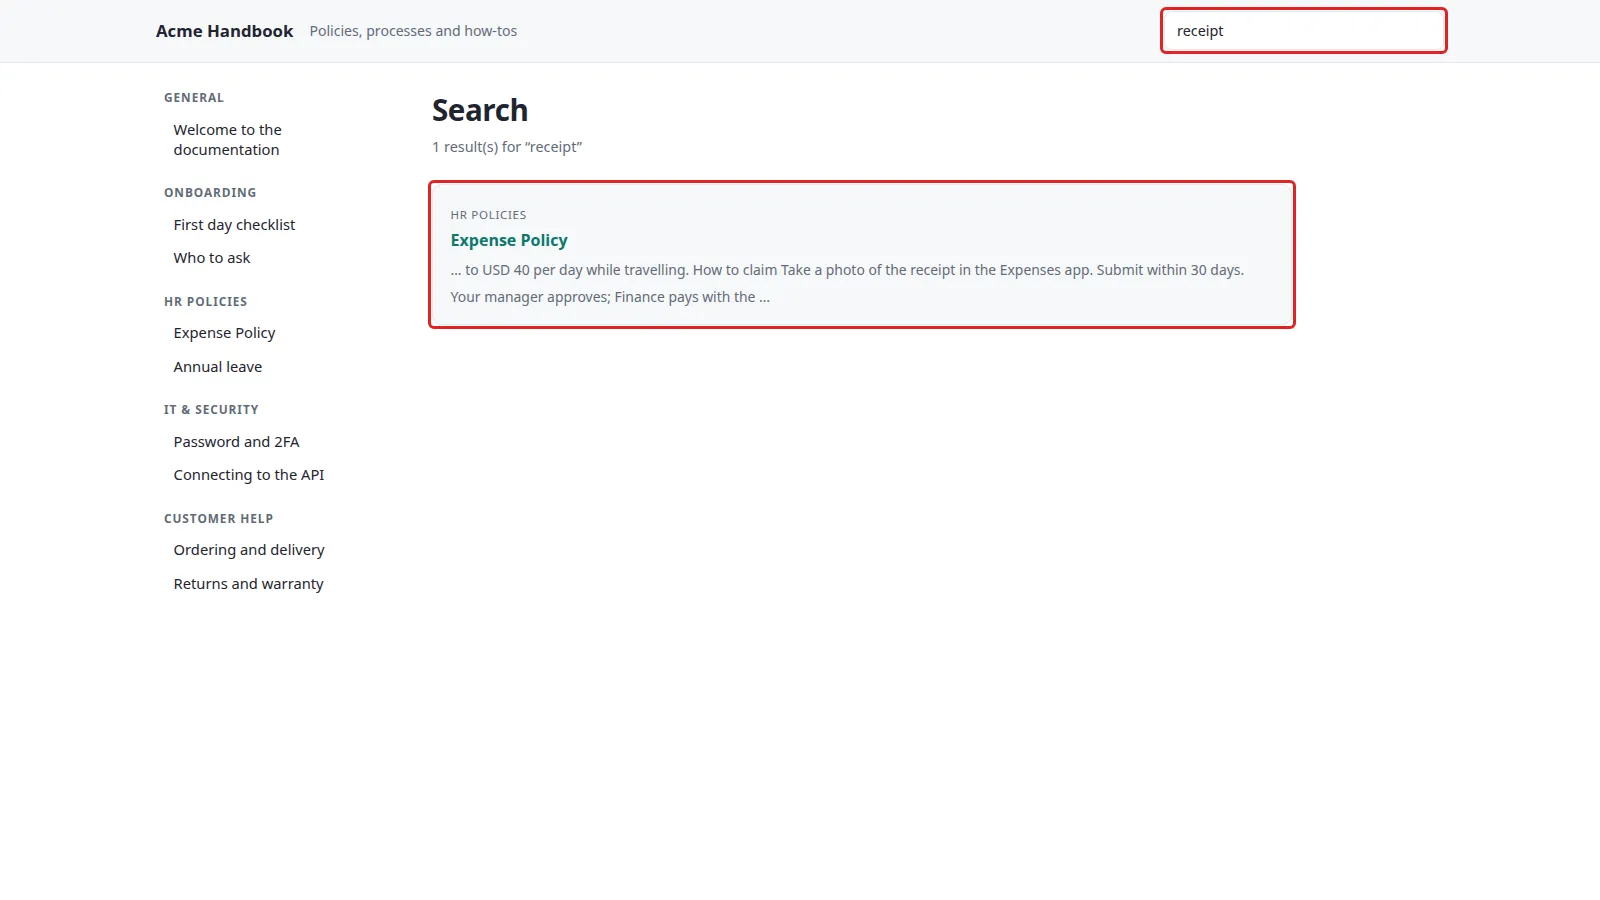 Acme Handbook Policies, processes and how-tos
receipt
GENERAL
Welcome to the
documentation
ONBOARDING
First day checklist
Who to ask
HR POLICIES
Expense Policy
Annual leave
IT & SECURITY
Password and 2FA
Connecting to the API
CUSTOMER HELP
Ordering and delivery
Returns and warranty
Search
1 result(s) for “receipt”
HR POLICIES
Expense Policy
... to USD 40 per day while travelling. How to claim Take a photo of the receipt in the Expenses app. Submit within 30 days.
Your manager approves; Finance pays with the ...